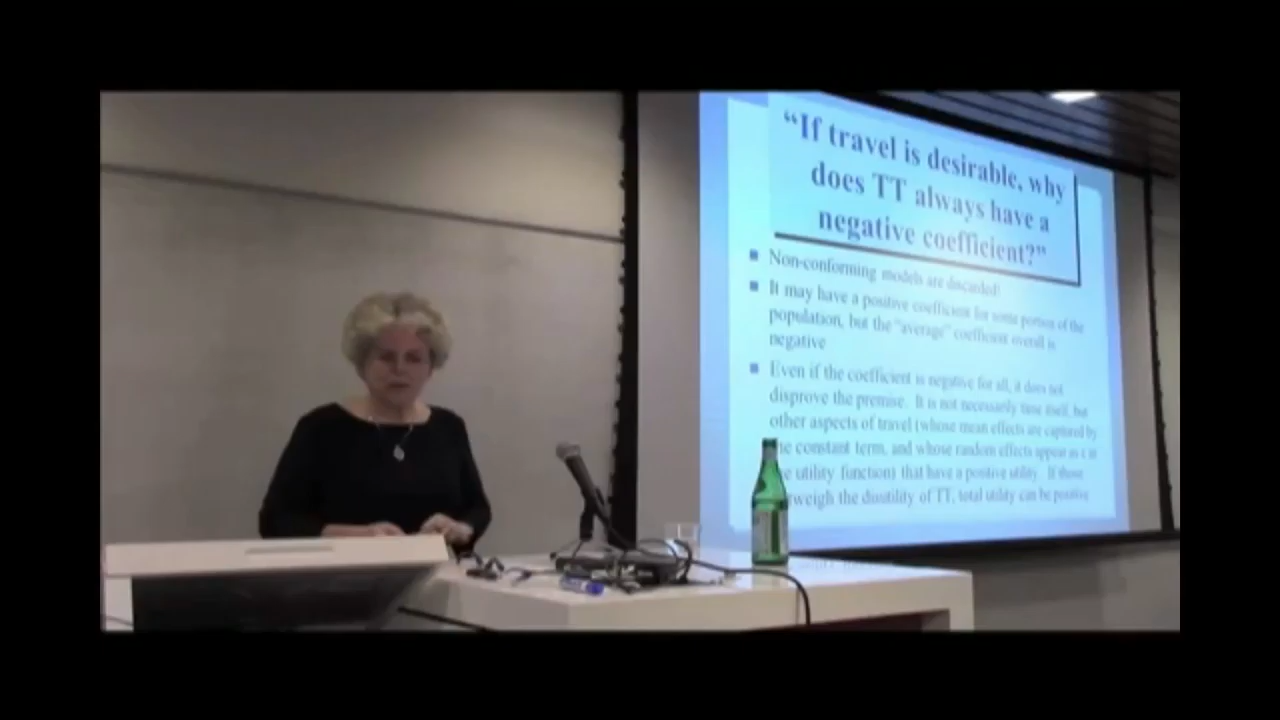 “If travel is desirable, why
does TT always have a
negative coefficient?”
Non-conforming models are discarded!
It may have a positive coefficient for some portion of the
population, but the “average” coefficient overall is
negative
Even if the coefficient is negative for all, it does not
disprove the premise. It is not necessarily time itself, but
other aspects of travel (whose mean effects are captured by
constant term, and whose random effects appear as in
utility function) that have a positive utility. If those
weigh the disutility of TT, total utility can be positive